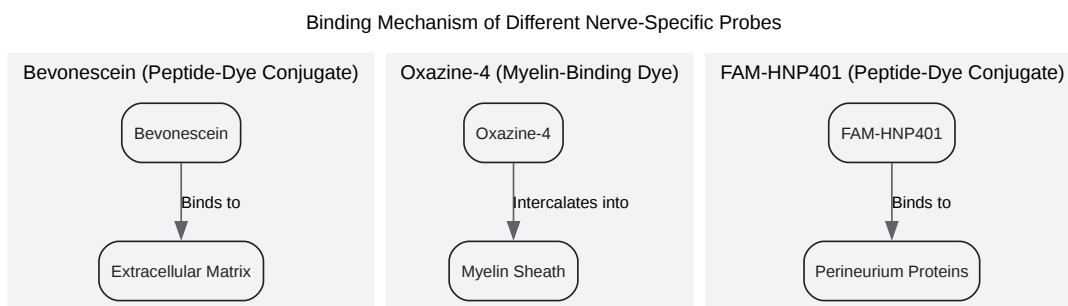 Binding Mechanism of Different Nerve-Specific Probes
Bevonescein (Peptide-Dye Conjugate)
Bevonescein
Binds to
Extracellular Matrix
Oxazine-4 (Myelin-Binding Dye)
Oxazine-4
Intercalates into
Myelin Sheath
FAM-HNP401 (Peptide-Dye Conjugate)
FAM-HNP401
Binds to
Perineurium Proteins